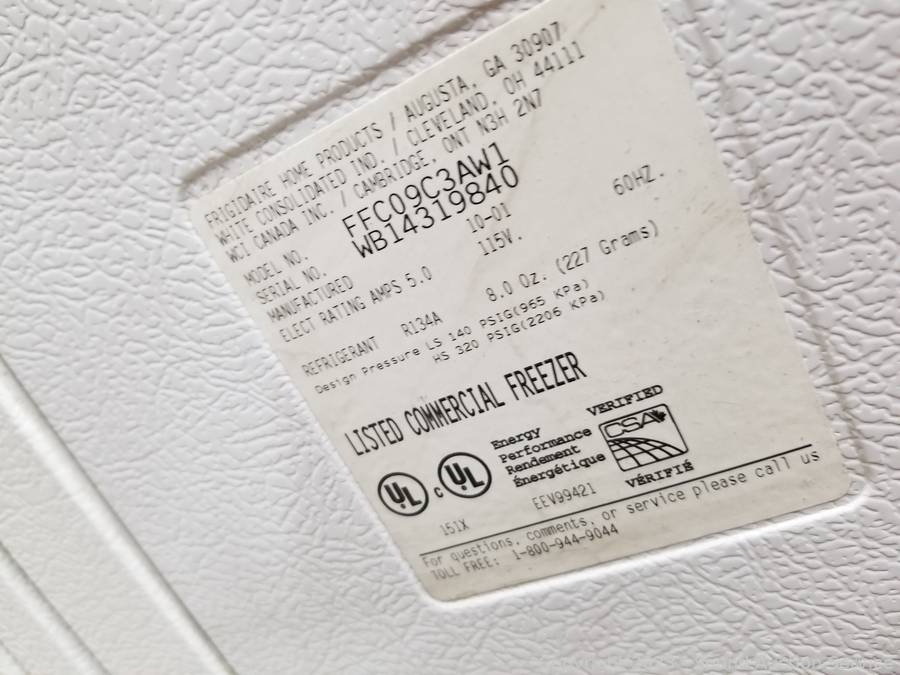 FRIGIDAIRE HOME PRODUCTS / AUGUSTA, GA 30907
WHITE CONSOLIDATED IND. / CLEVELAND, OH 44111
WCI CANADA INC. / CAMBRIDGE, ONT N3H 2N7
MODEL NO. FFC09C3AW1
SERIAL NO. WB14319840
MANUFACTURED 10-01
ELECT RATING AMPS 5.0 115V. 60HZ.
REFRIGERANT R134A 8.0 Oz. (227 Grams)
Design Pressure LS 140 PSIG(965 KPa)
HS 320 PSIG(2206 KPa)
LISTED COMMERCIAL FREEZER
UL c UL
Energy
Performance
Rendement
Énergétique
VERIFIED
CSA
VÉRIFIÉ
151X EEV99421
For questions, comments, or service please call us
TOLL FREE: 1-800-944-9044